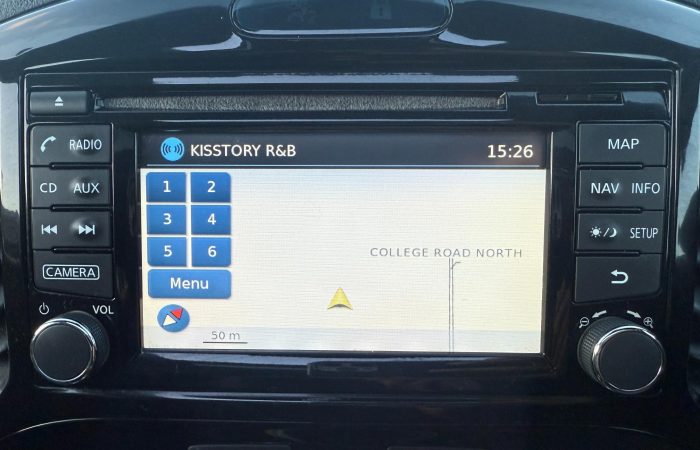 KISSTORY R&B 15:26
RADIO
CD AUX
CAMERA
VOL
1 2
3 4
5 6
Menu
COLLEGE ROAD NORTH
50 m
MAP
NAV INFO
SETUP